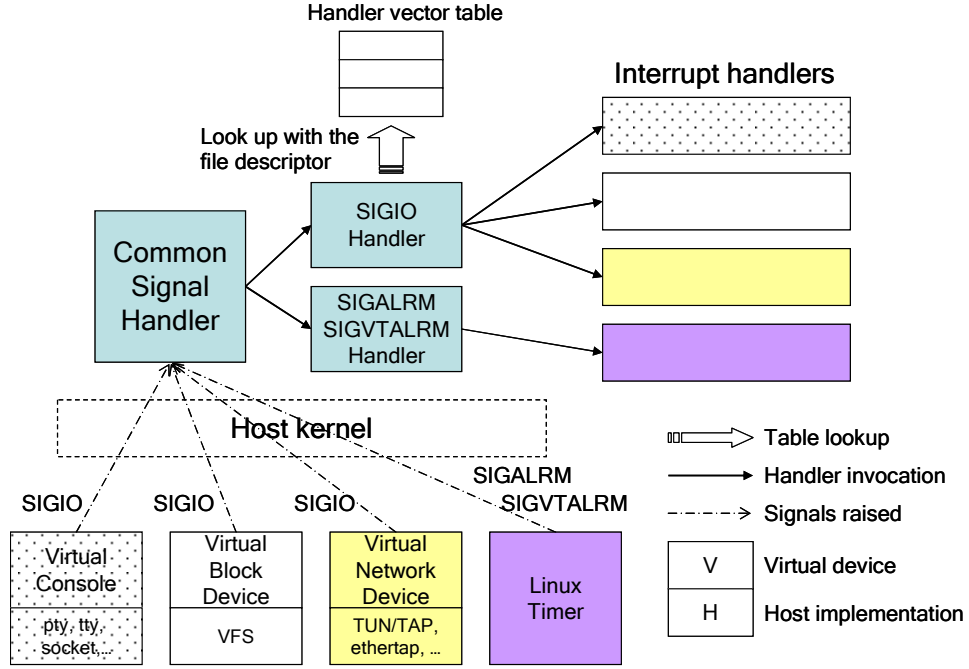 Handler vector table
Interrupt handlers
Look up with the
file descriptor
SIGIO
Handler
Common
Signal
Handler
SIGALRM
SIGVTALRM
Handler
Host kernel
Table lookup
Handler invocation
Signals raised
SIGIO
SIGIO
SIGIO
SIGALRM
SIGVTALRM
Virtual
Console
pty, tty,
socket,...
Virtual
Block
Device
VFS
Virtual
Network
Device
TUN/TAP,
ethertap, ...
Linux
Timer
V
Virtual device
H
Host implementation